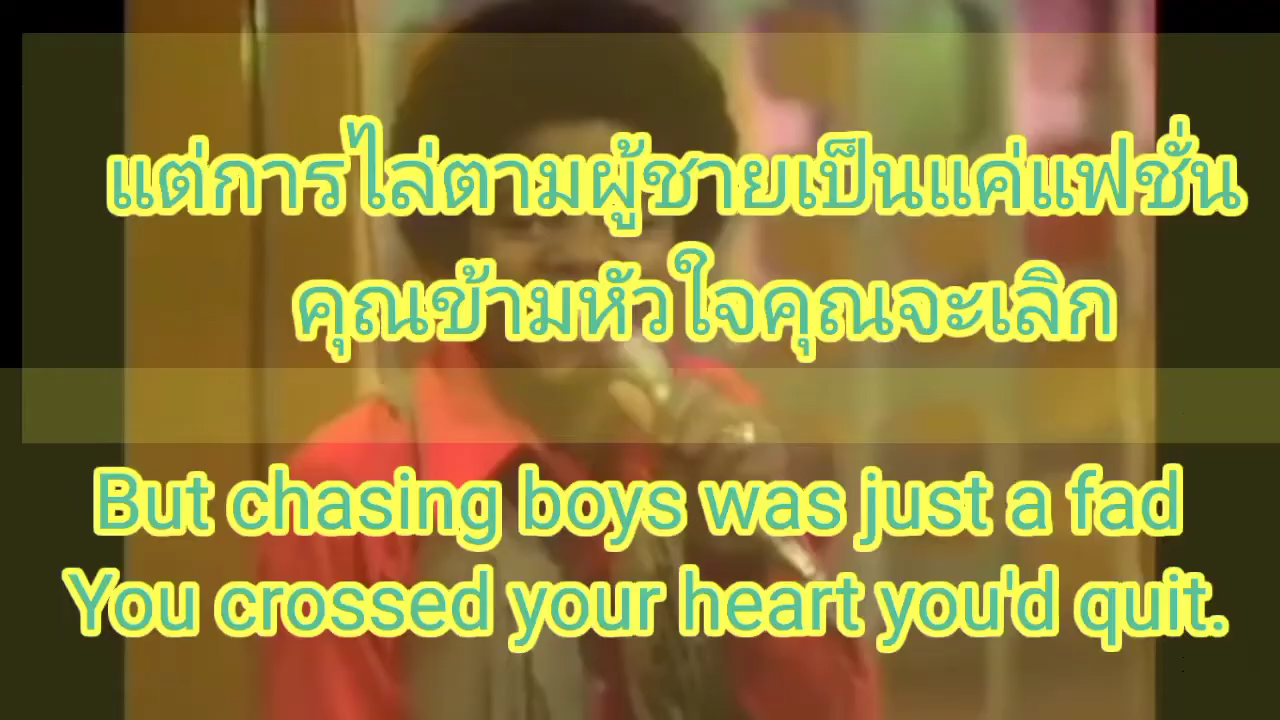 แต่การไล่ตามผู้ชายเป็นแค่แฟชั่น
คุณข้ามหัวใจคุณจะเลิก
But chasing boys was just a fad
You crossed your heart you'd quit.